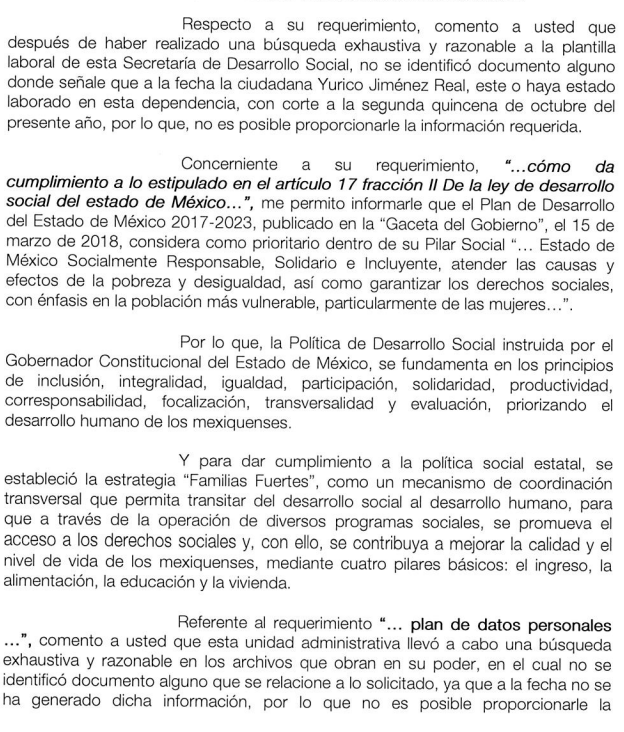 Respecto a su requerimiento, comento a usted que
después de haber realizado una búsqueda exhaustiva y razonable a la plantilla
laboral de esta Secretaría de Desarrollo Social, no se identificó documento alguno
donde señale que a la fecha la ciudadana Yurico Jiménez Real, este o haya estado
laborado en esta dependencia, con corte a la segunda quincena de octubre del
presente año, por lo que, no es posible proporcionarle la información requerida.
Concerniente a su requerimiento, “…cómo da
cumplimiento a lo estipulado en el artículo 17 fracción II De la ley de desarrollo
social del estado de México…”, me permito informarle que el Plan de Desarrollo
del Estado de México 2017-2023, publicado en la “Gaceta del Gobierno”, el 15 de
marzo de 2018, considera como prioritario dentro de su Pilar Social “… Estado de
México Socialmente Responsable, Solidario e Incluyente, atender las causas y
efectos de la pobreza y desigualdad, así como garantizar los derechos sociales,
con énfasis en la población más vulnerable, particularmente de las mujeres…”.
Por lo que, la Política de Desarrollo Social instruida por el
Gobernador Constitucional del Estado de México, se fundamenta en los principios
de inclusión, integralidad, igualdad, participación, solidaridad, productividad,
corresponsabilidad, focalización, transversalidad y evaluación, priorizando el
desarrollo humano de los mexiquenses.
Y para dar cumplimiento a la política social estatal, se
estableció la estrategia “Familias Fuertes”, como un mecanismo de coordinación
transversal que permita transitar del desarrollo social al desarrollo humano, para
que a través de la operación de diversos programas sociales, se promueva el
acceso a los derechos sociales y, con ello, se contribuya a mejorar la calidad y el
nivel de vida de los mexiquenses, mediante cuatro pilares básicos: el ingreso, la
alimentación, la educación y la vivienda.
Referente al requerimiento “… plan de datos personales
…”, comento a usted que esta unidad administrativa llevó a cabo una búsqueda
exhaustiva y razonable en los archivos que obran en su poder, en el cual no se
identificó documento alguno que se relacione a lo solicitado, ya que a la fecha no se
ha generado dicha información, por lo que no es posible proporcionarle la